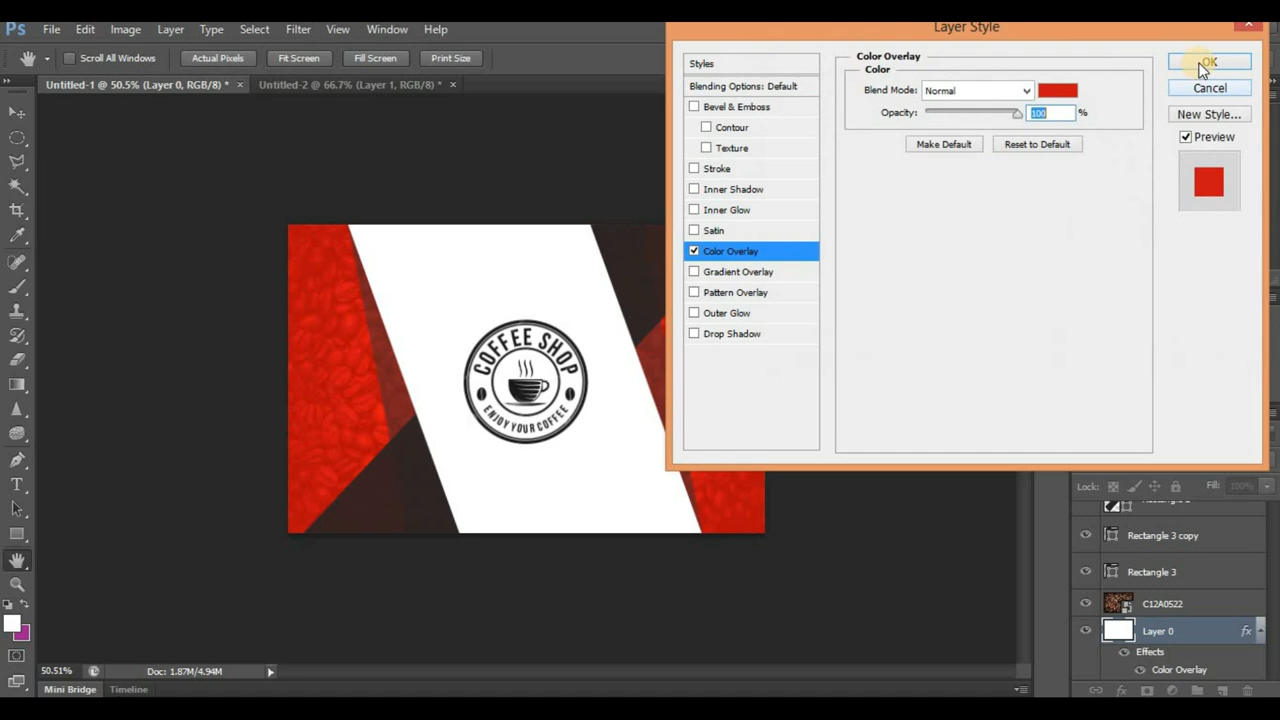 Ps File Edit Image Layer Type Select Filter View Window Help
Layer Style
Scroll All Windows Actual Pixels Fit Screen Fill Screen Print Size
Untitled-1 @ 50.5% (Layer 0, RGB/8) * × Untitled-2 @ 66.7% (Layer 1, RGB/8) * ×
Styles
Blending Options: Default
Bevel & Emboss
Contour
Texture
Stroke
Inner Shadow
Inner Glow
Satin
Color Overlay
Gradient Overlay
Pattern Overlay
Outer Glow
Drop Shadow
Color Overlay
Color
Blend Mode: Normal
Opacity: 100 %
Make Default Reset to Default
OK
Cancel
New Style...
Preview
COFFEE SHOP
ENJOY YOUR COFFEE
Lock: Fill: 100%
Rectangle 3 copy
Rectangle 3
C12A0522
Layer 0 fx
Effects
Color Overlay
50.51% Doc: 1.87M/4.94M
Mini Bridge Timeline